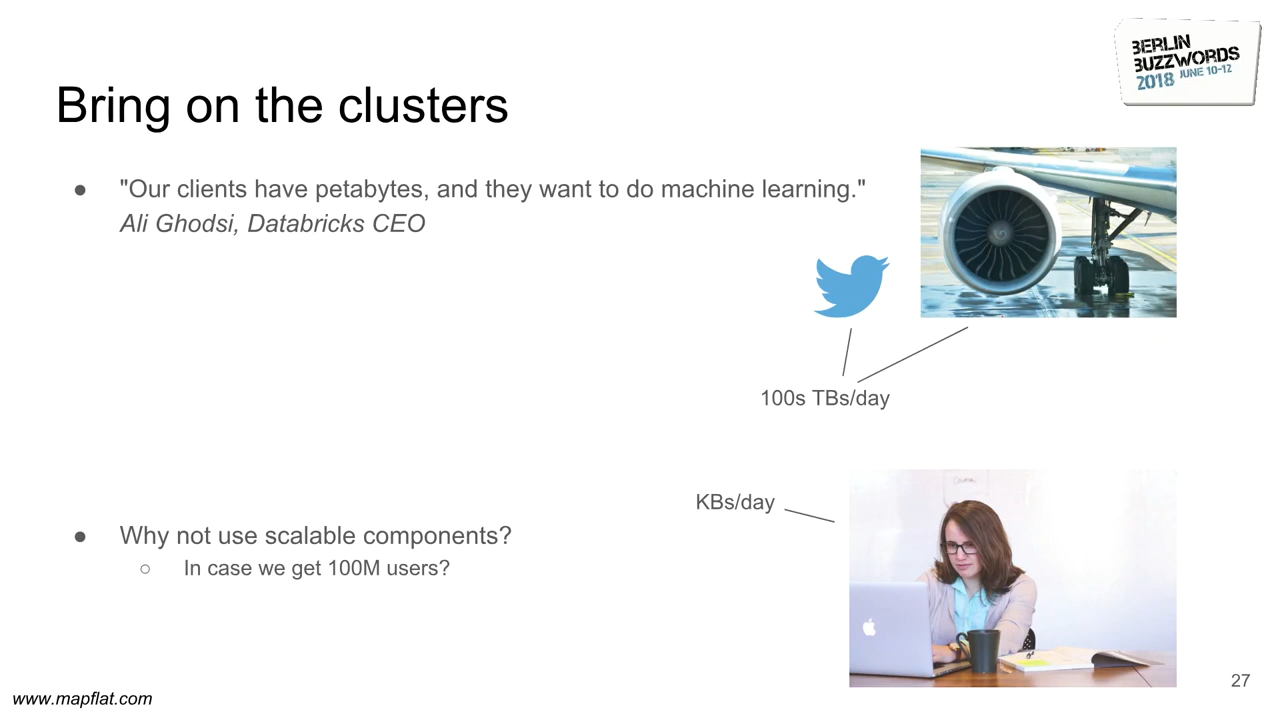 BERLIN
BUZZWORDS
2018 JUNE 10-12
Bring on the clusters
● "Our clients have petabytes, and they want to do machine learning."
Ali Ghodsi, Databricks CEO
100s TBs/day
KBs/day
● Why not use scalable components?
○ In case we get 100M users?
27
www.mapflat.com